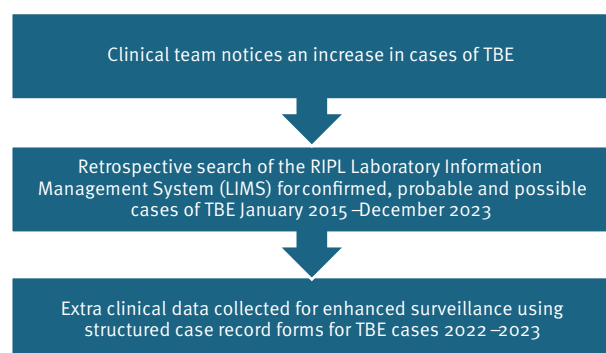 Clinical team notices an increase in cases of TBE
Retrospective search of the RIPL Laboratory Information
Management System (LIMS) for confirmed, probable and possible
cases of TBE January 2015 –December 2023
Extra clinical data collected for enhanced surveillance using
structured case record forms for TBE cases 2022 –2023